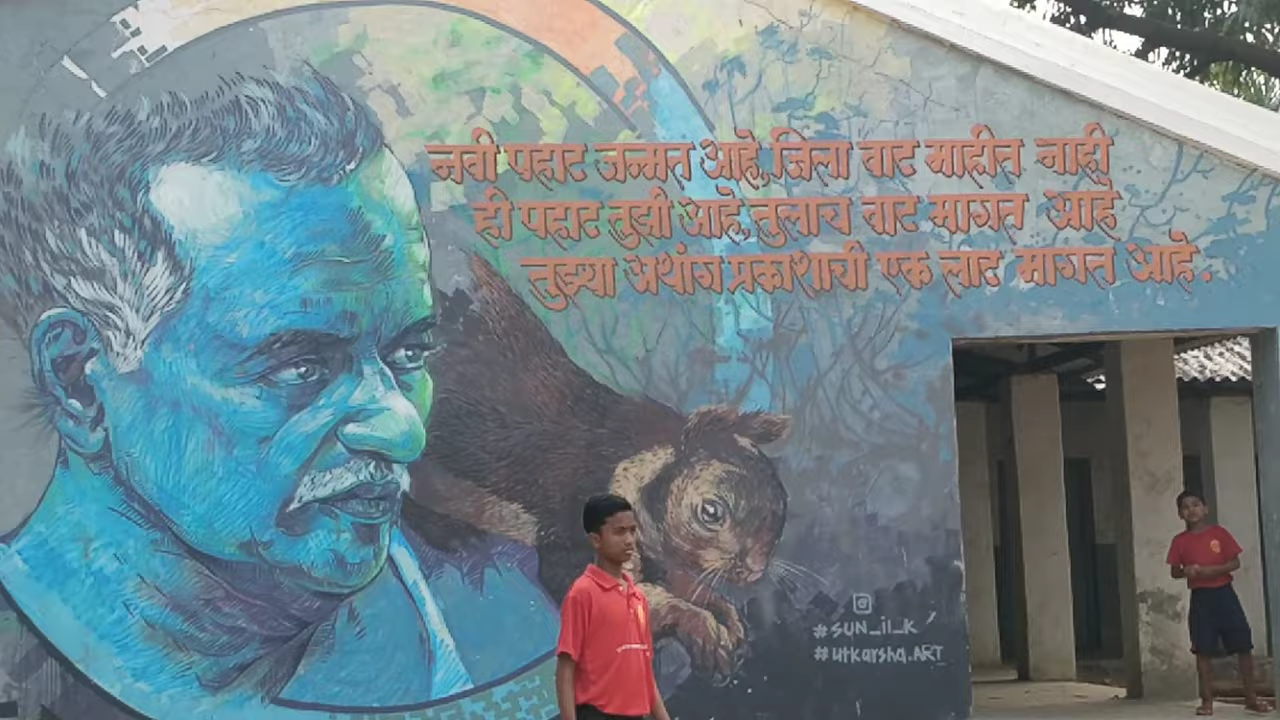 नवी पहाट जन्मत आहे, जिला वाट माहीत नाही
ही पहाट तुझी आहे, तुलाच वाट मागत आहे
तुझ्या अथांग प्रकाशाची एक लाट मागत आहे.
#SUN_il_K
#utkarsha.ART